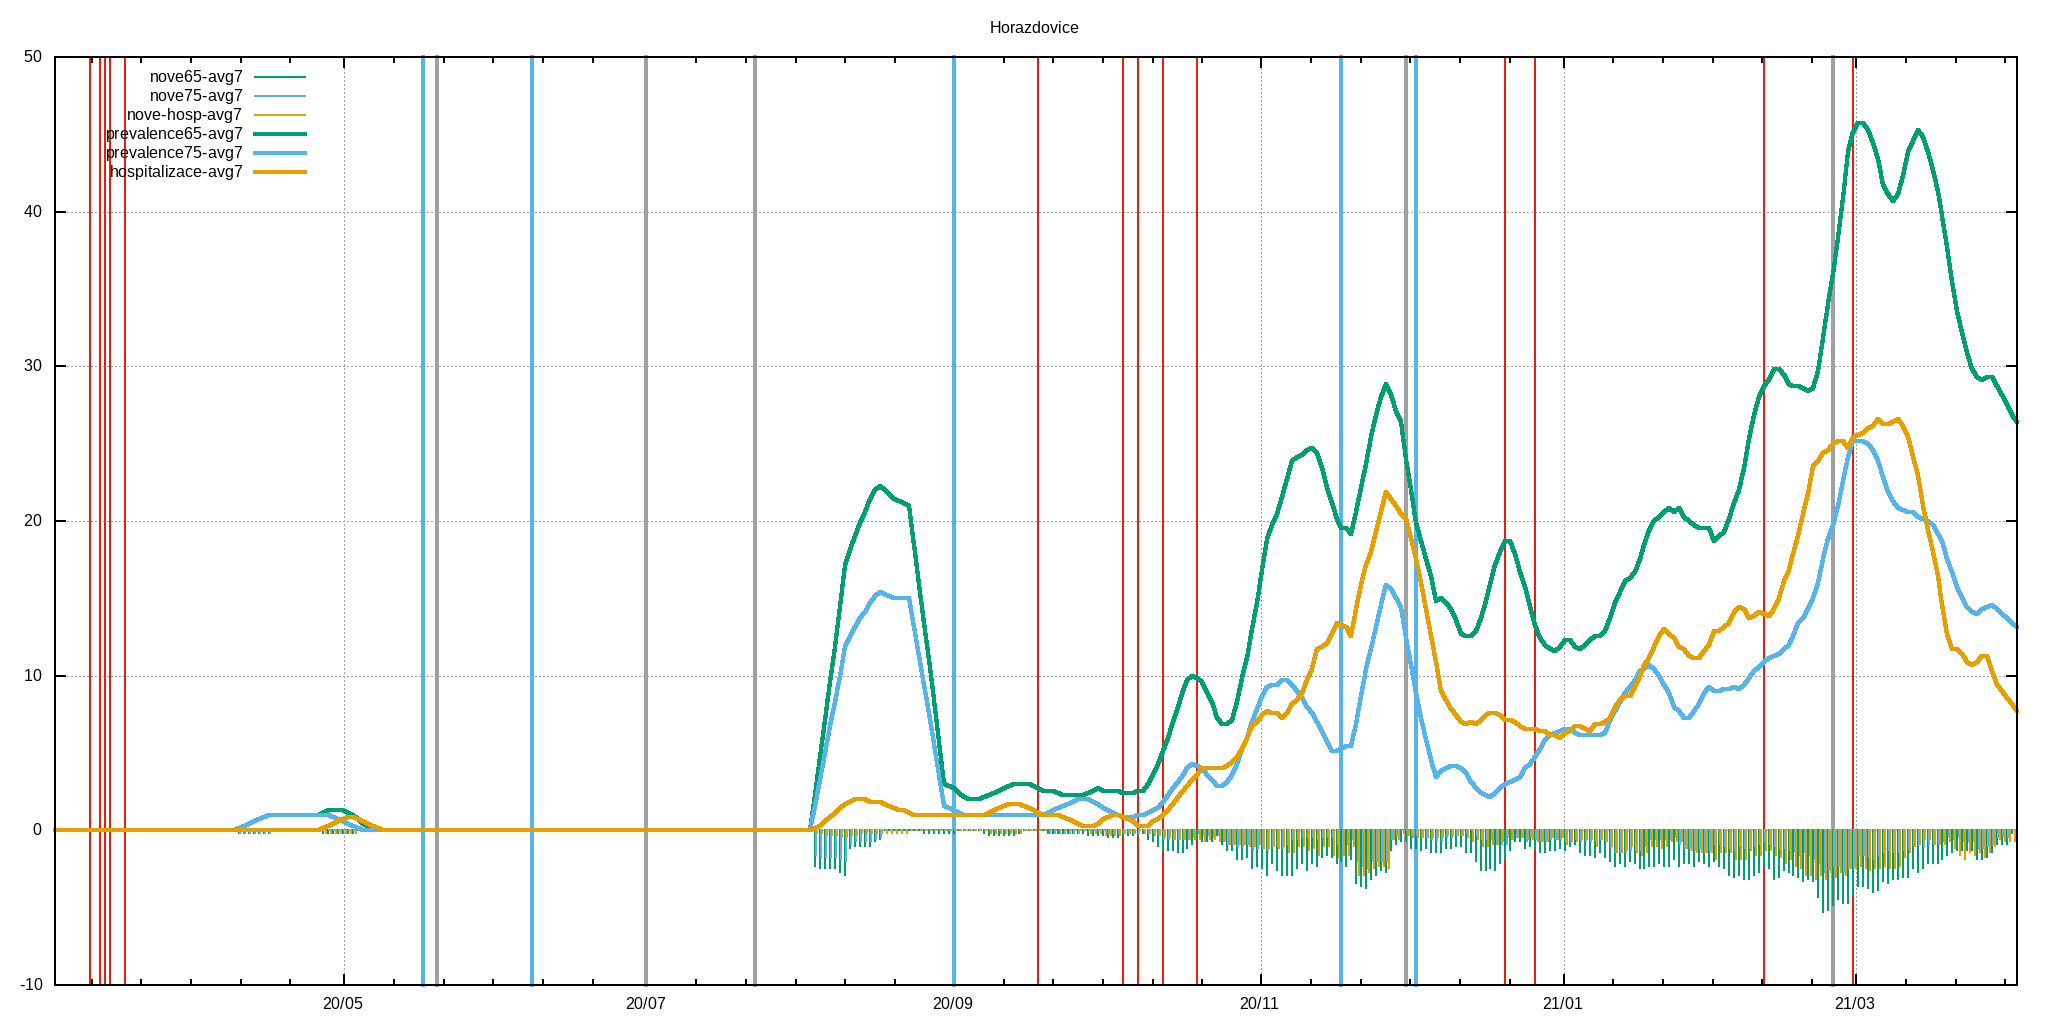 Horazdovice
50
nove65-avg7
nove75-avg7
nove-hosp-avg7
prevalence65-avg7
prevalence75-avg7
hospitalizace-avg7
40
30
20
10
0
-10
20/05 20/07 20/09 20/11 21/01 21/03